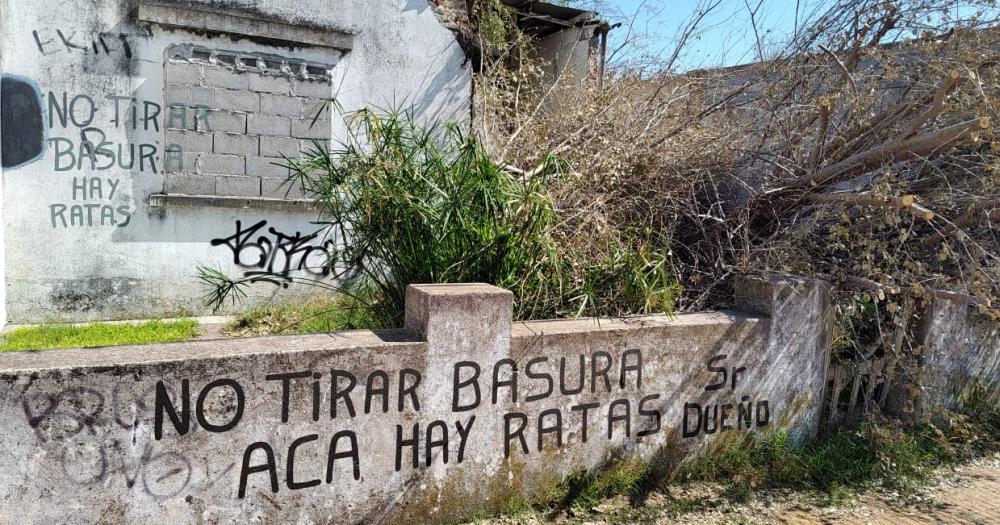 NO TIRAR
BASURA
HAY
RATAS
NO TIRAR BASURA Sr
ACA HAY RATAS DUEÑO